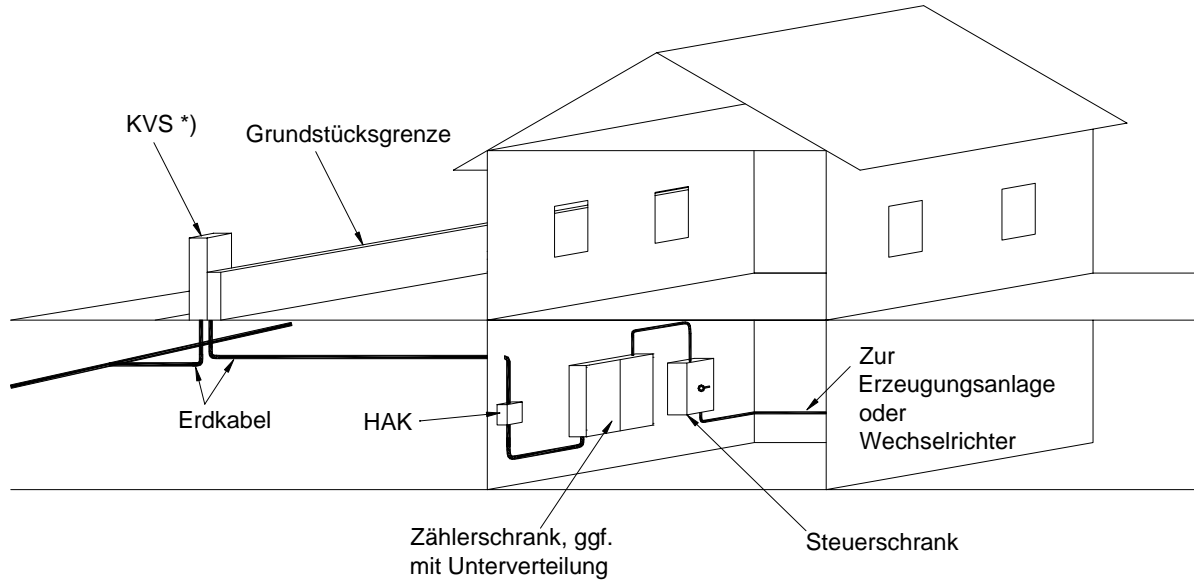 KVS *)
Grundstücksgrenze
Erdkabel
HAK
Zur
Erzeugungsanlage
oder
Wechselrichter
Zählerschrank, ggf.
mit Unterverteilung
Steuerschrank